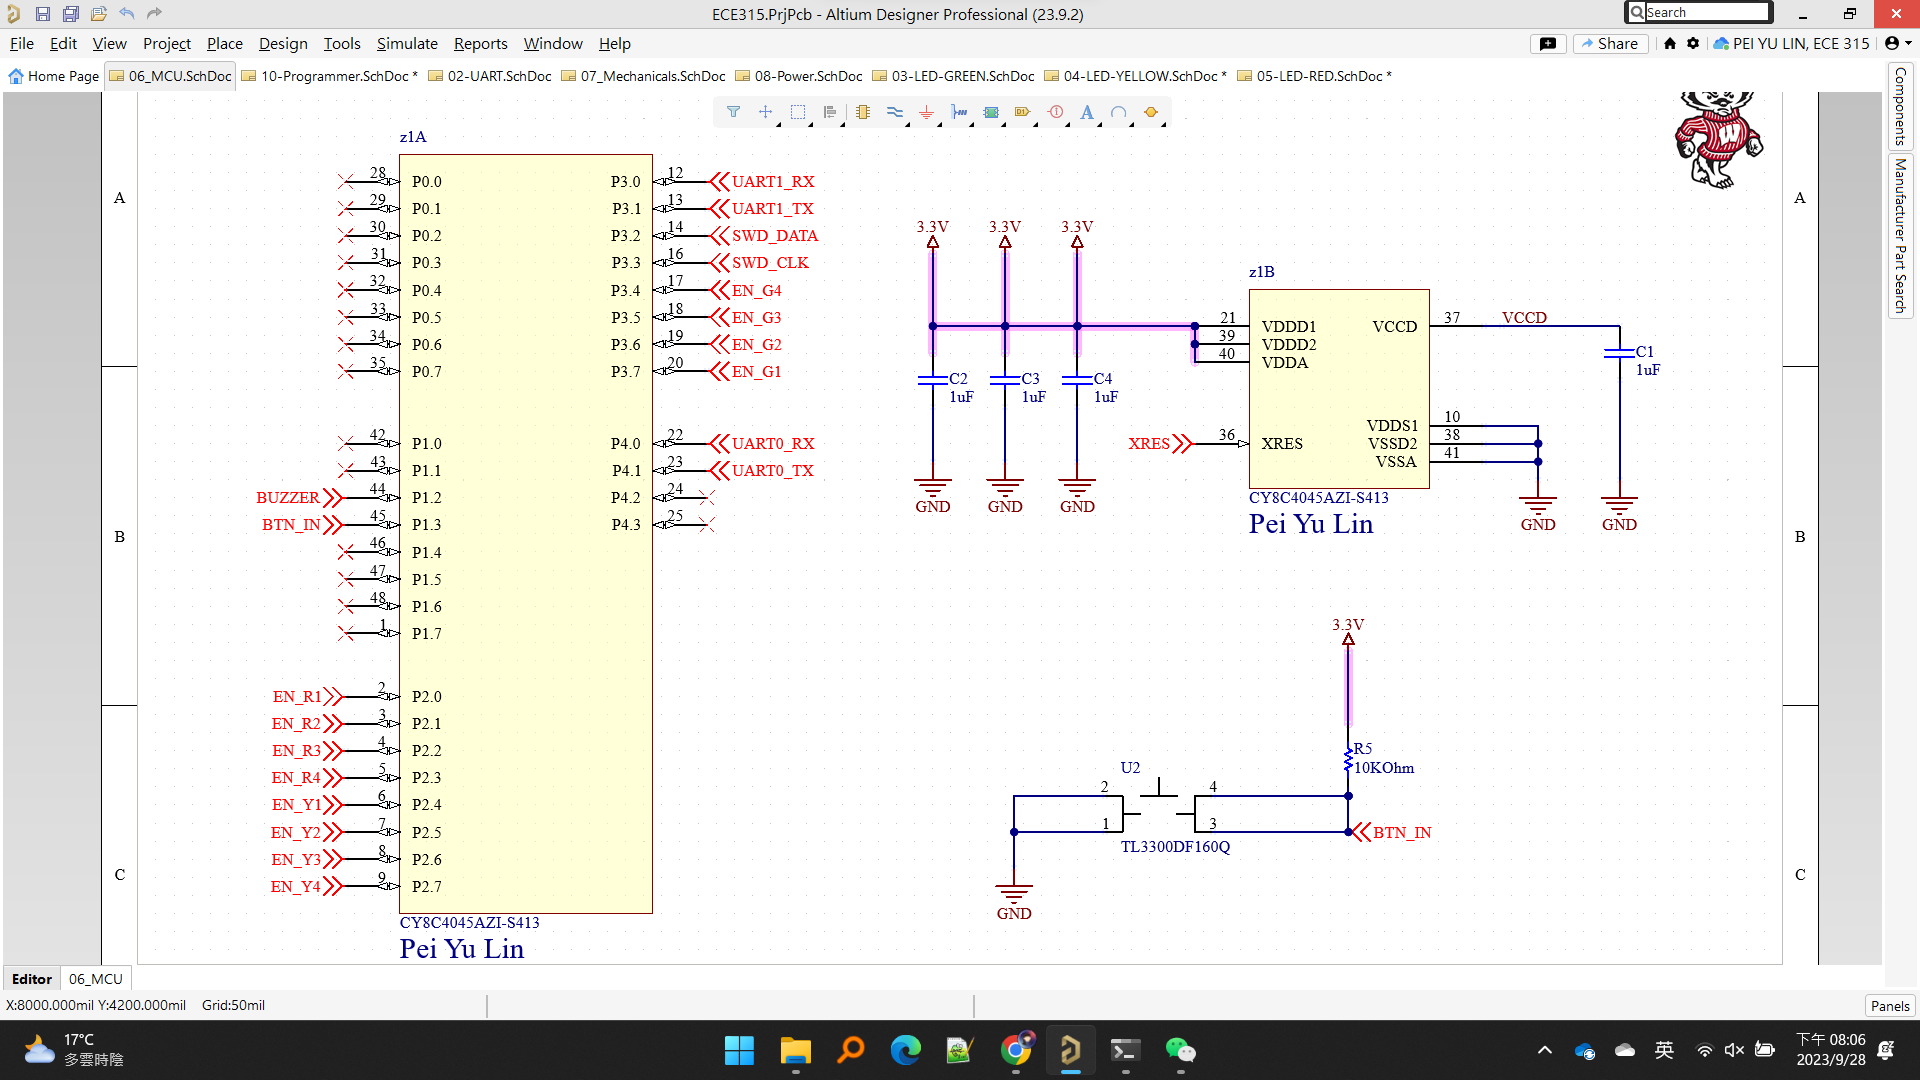 ECE315.PrjPcb - Altium Designer Professional (23.9.2)
Search
File Edit View Project Place Design Tools Simulate Reports Window Help
Share
PEI YU LIN, ECE 315
Home Page 06_MCU.SchDoc 10-Programmer.SchDoc * 02-UART.SchDoc 07_Mechanicals.SchDoc 08-Power.SchDoc 03-LED-GREEN.SchDoc 04-LED-YELLOW.SchDoc * 05-LED-RED.SchDoc *
Components
Manufacturer Part Search
A
B
C
A
B
C
W
z1A
28 P0.0
29 P0.1
30 P0.2
31 P0.3
32 P0.4
33 P0.5
34 P0.6
35 P0.7
42 P1.0
43 P1.1
BUZZER 44 P1.2
BTN_IN 45 P1.3
46 P1.4
47 P1.5
48 P1.6
1 P1.7
EN_R1 2 P2.0
EN_R2 3 P2.1
EN_R3 4 P2.2
EN_R4 5 P2.3
EN_Y1 6 P2.4
EN_Y2 7 P2.5
EN_Y3 8 P2.6
EN_Y4 9 P2.7
P3.0 12 UART1_RX
P3.1 13 UART1_TX
P3.2 14 SWD_DATA
P3.3 16 SWD_CLK
P3.4 17 EN_G4
P3.5 18 EN_G3
P3.6 19 EN_G2
P3.7 20 EN_G1
P4.0 22 UART0_RX
P4.1 23 UART0_TX
P4.2 24
P4.3 25
CY8C4045AZI-S413
Pei Yu Lin
3.3V 3.3V 3.3V
C2 C3 C4
1uF 1uF 1uF
GND GND GND
z1B
21 VDDD1
39 VDDD2
40 VDDA
XRES 36 XRES
VCCD 37 VCCD
VDDS1 10
VSSD2 38
VSSA 41
CY8C4045AZI-S413
Pei Yu Lin
C1
1uF
GND GND
3.3V
R5
10KOhm
U2
2 4
1 3
BTN_IN
TL3300DF160Q
GND
Editor 06_MCU
X:8000.000mil Y:4200.000mil Grid:50mil
Panels
17°C
多雲時陰
英
下午 08:06
2023/9/28